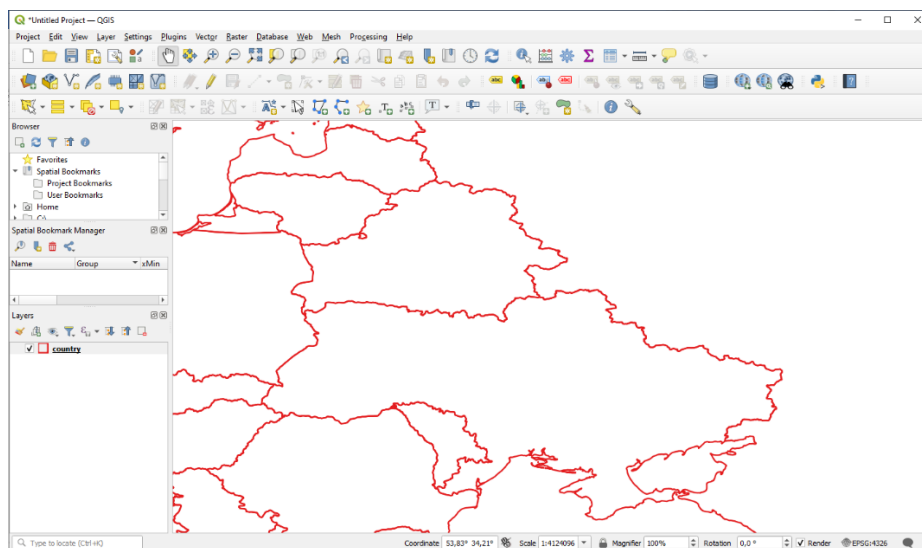 *Untitled Project — QGIS
Project Edit View Layer Settings Plugins Vector Raster Database Web Mesh Processing Help
Browser
Favorites
Spatial Bookmarks
Project Bookmarks
User Bookmarks
Home
C:\
Spatial Bookmark Manager
Name Group xMin
Layers
country
Type to locate (Ctrl+K) Coordinate 53,83° 34,21° Scale 1:4124096 Magnifier 100% Rotation 0,0 ° Render EPSG:4326